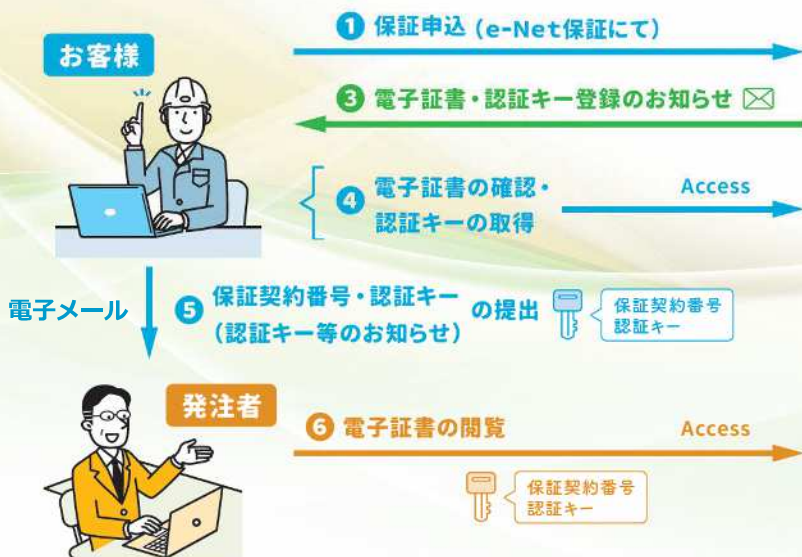 お客様
❶ 保証申込(e-Net保証にて)
❸ 電子証書・認証キー登録のお知らせ
❹ 電子証書の確認・
認証キーの取得
Access
電子メール
❺ 保証契約番号・認証キー
(認証キー等のお知らせ)
の提出
保証契約番号
認証キー
発注者
❻ 電子証書の閲覧
Access
保証契約番号
認証キー